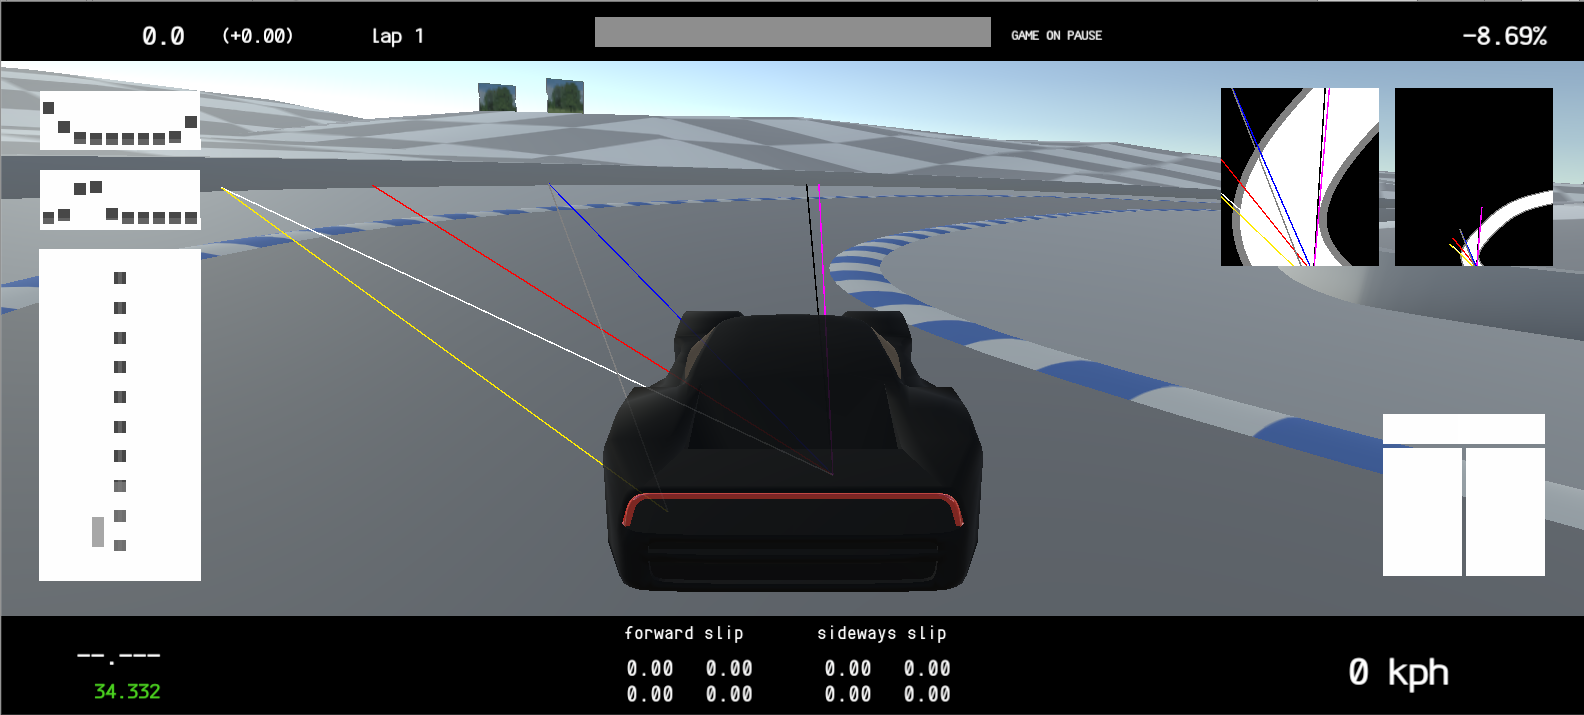 0.0 (+0.00) Lap 1 GAME ON PAUSE -8.69%
forward slip sideways slip
0.00 0.00 0.00 0.00
0.00 0.00 0.00 0.00
--.---
34.332
0 kph